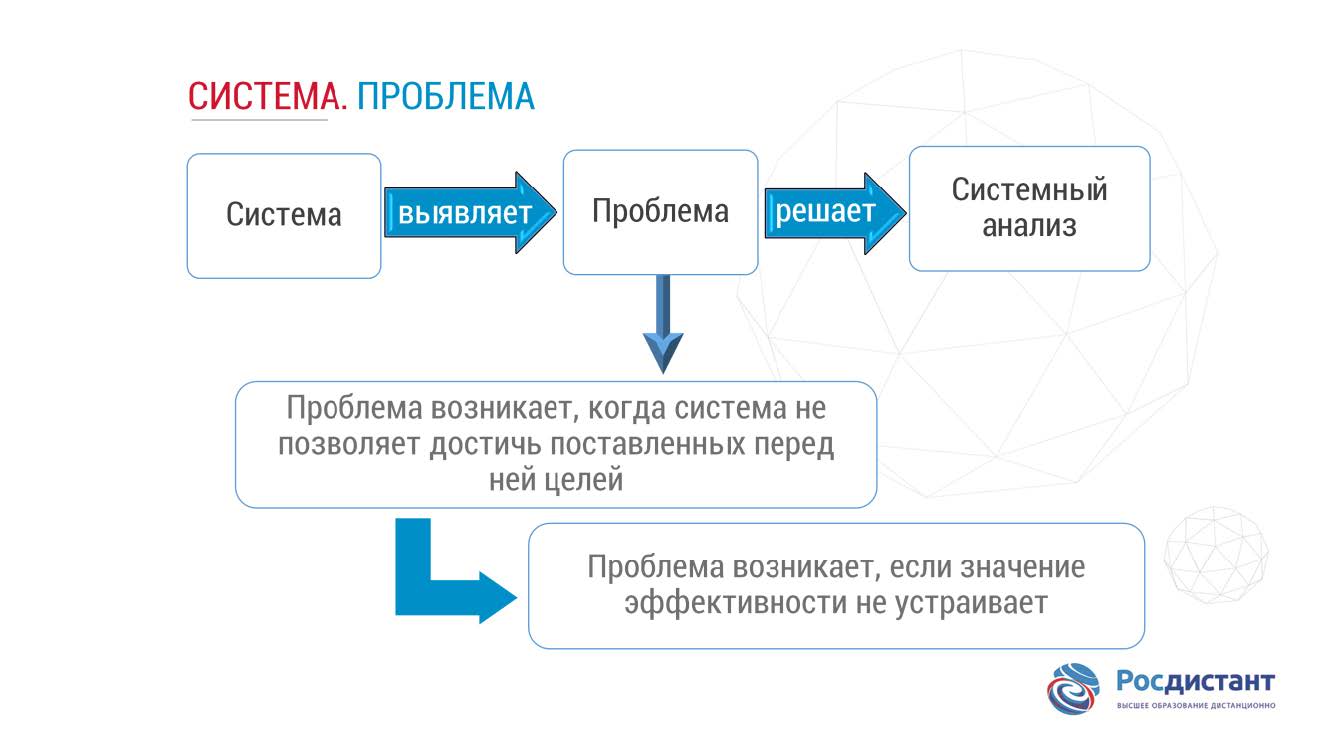 СИСТЕМА. ПРОБЛЕМА
Система
выявляет
Проблема
решает
Системный
анализ
Проблема возникает, когда система не
позволяет достичь поставленных перед
ней целей
Проблема возникает, если значение
эффективности не устраивает
Росдистант
ВЫСШЕЕ ОБРАЗОВАНИЕ ДИСТАНЦИОННО